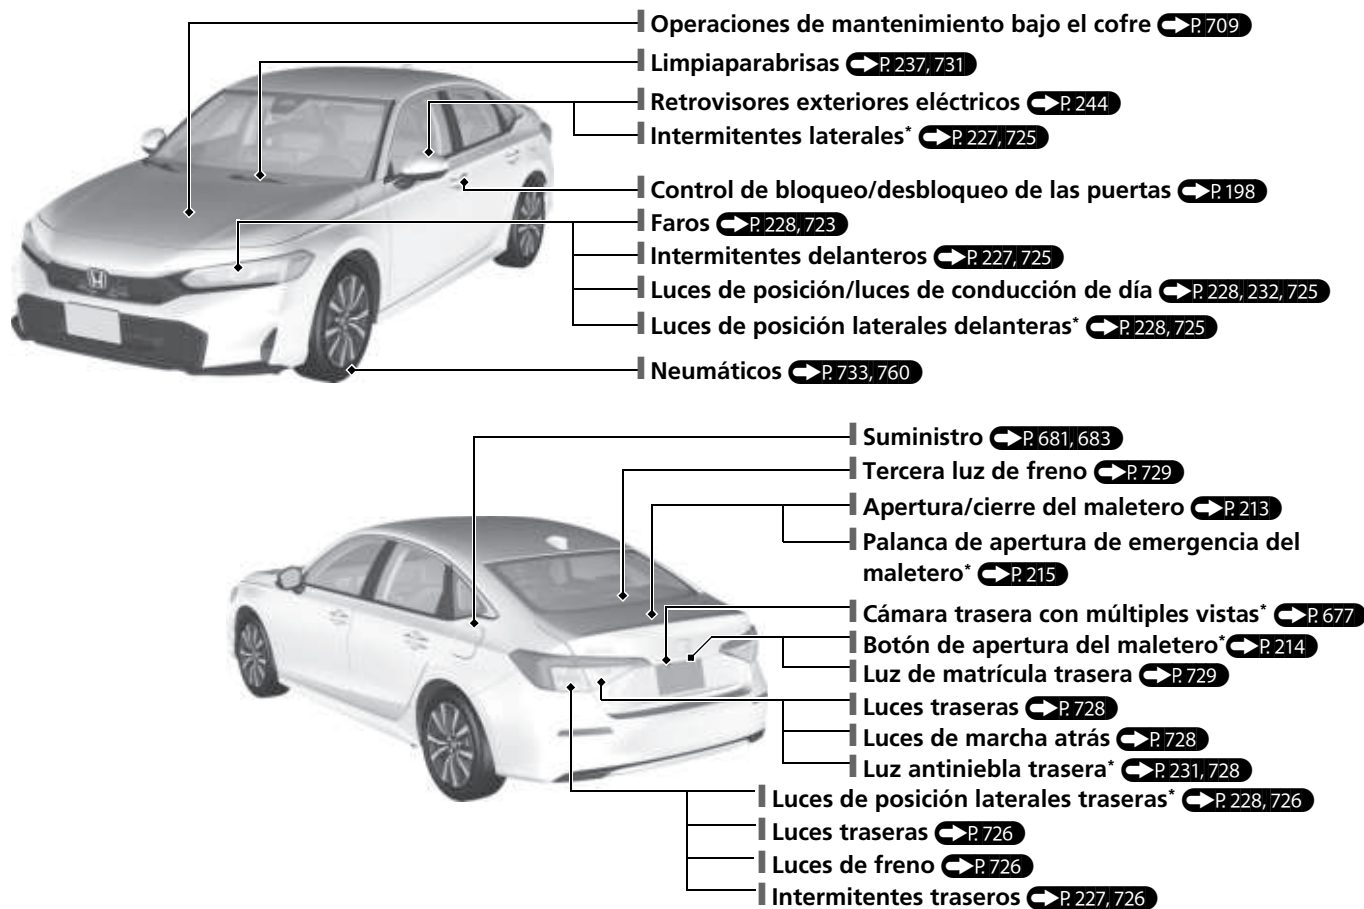 Operaciones de mantenimiento bajo el cofre P. 709
Limpiaparabrisas P. 237, 731
Retrovisores exteriores eléctricos P. 244
Intermitentes laterales* P. 227, 725
Control de bloqueo/desbloqueo de las puertas P. 198
Faros P. 228, 723
Intermitentes delanteros P. 227, 725
Luces de posición/luces de conducción de día P. 228, 232, 725
Luces de posición laterales delanteras* P. 228, 725
Neumáticos P. 733, 760
Suministro P. 681, 683
Tercera luz de freno P. 729
Apertura/cierre del maletero P. 213
Palanca de apertura de emergencia del
maletero* P. 215
Cámara trasera con múltiples vistas* P. 677
Botón de apertura del maletero* P. 214
Luz de matrícula trasera P. 729
Luces traseras P. 728
Luces de marcha atrás P. 728
Luz antiniebla trasera* P. 231, 728
Luces de posición laterales traseras* P. 228, 726
Luces traseras P. 726
Luces de freno P. 726
Intermitentes traseros P. 227, 726